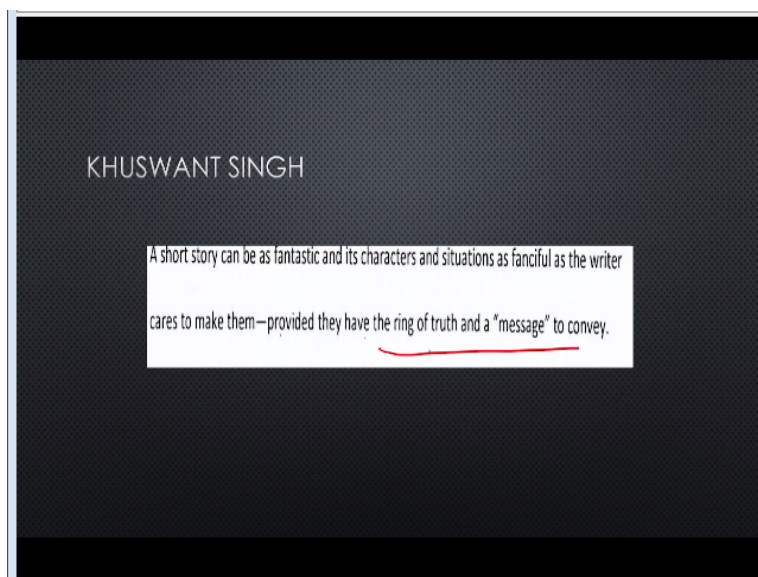 KHUSWANT SINGH
A short story can be as fantastic and its characters and situations as fanciful as the writer
cares to make them—provided they have the ring of truth and a "message" to convey.